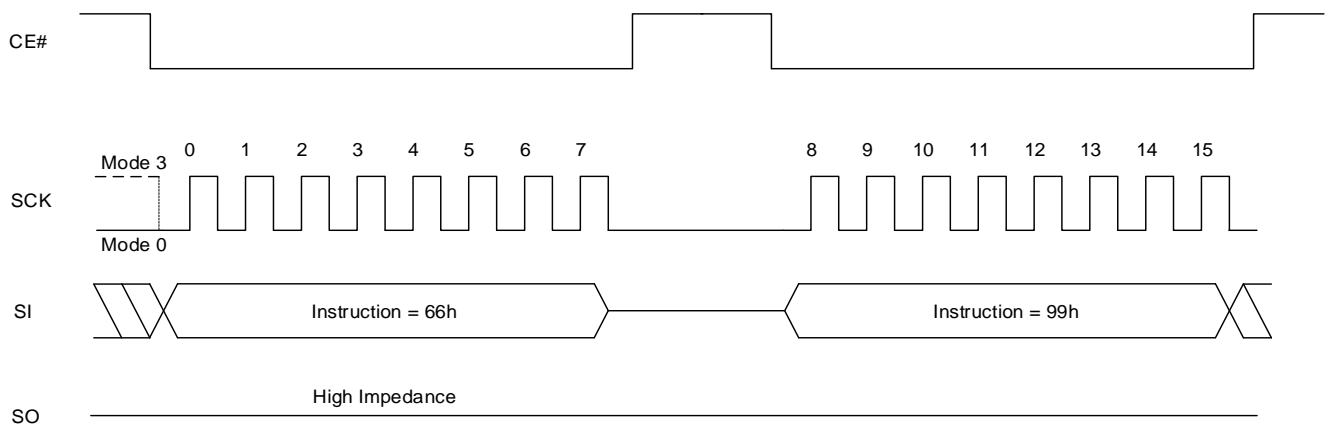 CE#
0 1 2 3 4 5 6 7 8 9 10 11 12 13 14 15
Mode 3
SCK
Mode 0
SI
Instruction = 66h
Instruction = 99h
High Impedance
SO